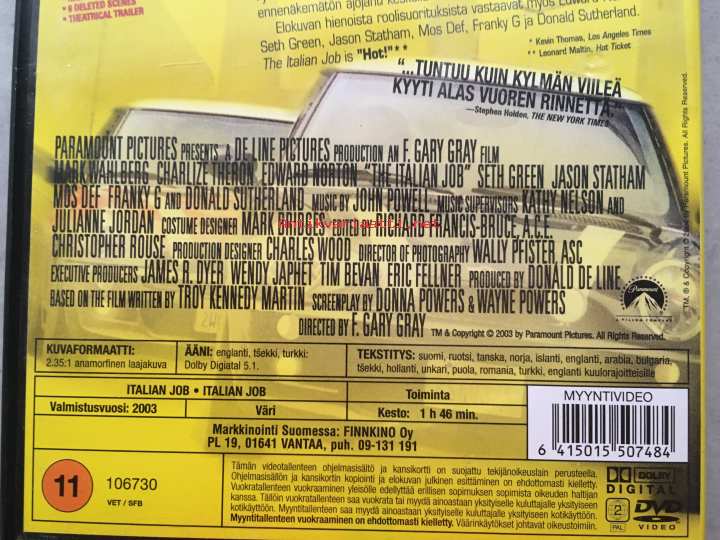 • 6 DELETED SCENES
• THEATRICAL TRAILER
ennenäkemätön ajojahti
Elokuvan hienoista roolisuorituksista vastaavat myös Edward
Seth Green, Jason Statham, Mos Def, Franky G ja Donald Sutherland.
The Italian Job is "Hot!"**
* Kevin Thomas, Los Angeles Times
** Leonard Maltin, Hot Ticket
"...TUNTUU KUIN KYLMÄN VIILEÄ
KYYTI ALAS VUOREN RINNETTÄ,"
—Stephen Holden, THE NEW YORK TIMES
PARAMOUNT PICTURES PRESENTS A DE LINE PICTURES PRODUCTION AN F. GARY GRAY FILM
MARK WAHLBERG CHARLIZE THERON EDWARD NORTON "THE ITALIAN JOB" SETH GREEN JASON STATHAM
MOS DEF FRANKY G AND DONALD SUTHERLAND MUSIC BY JOHN POWELL MUSIC SUPERVISORS KATHY NELSON AND
JULIANNE JORDAN COSTUME DESIGNER MARK FRANCIS-BRUCE, A.C.E.
CHRISTOPHER ROUSE PRODUCTION DESIGNER CHARLES WOOD DIRECTOR OF PHOTOGRAPHY WALLY PFISTER, ASC
EXECUTIVE PRODUCERS JAMES R. DYER WENDY JAPHET TIM BEVAN ERIC FELLNER PRODUCED BY DONALD DE LINE
BASED ON THE FILM WRITTEN BY TROY KENNEDY MARTIN SCREENPLAY BY DONNA POWERS & WAYNE POWERS
DIRECTED BY F. GARY GRAY TM & Copyright © 2003 by Paramount Pictures. All Rights Reserved.
Paramount
A VIACOM COMPANY
Paramount Pictures. All Rights Reserved.
TM, ® & Copyright ©
KUVAFORMAATTI:
2.35:1 anamorfinen laajakuva
ÄÄNI: englanti, tšekki, turkki:
Dolby Digiatal 5.1.
TEKSTITYS: suomi, ruotsi, tanska, norja, islanti, englanti, arabia, bulgaria,
tšekki, hollanti, unkari, puola, romania, turkki, englanti kuulorajoitteisille
ITALIAN JOB • ITALIAN JOB
Toiminta
Valmistusvuosi: 2003
Väri
Kesto: 1 h 46 min.
Markkinointi Suomessa: FINNKINO Oy
PL 19, 01641 VANTAA, puh. 09-131 191
MYYNTIVIDEO
6 415015 507484
11
106730
VET / SFB
Tämän videotallenteen ohjelmasisältö ja kansikortti on suojattu tekijänoikeuslain perusteella.
Ohjelmasisällön ja kansikortin kopiointi ja elokuvan julkinen esittäminen on ehdottomasti kielletty.
Vuokratallenteen vuokraaminen yleisölle edellyttää erillisen sopimuksen sopimista oikeuden haltijan
kanssa. Tällöin vuokratallenteen saa vuokrata tai myydä ainoastaan yksityiselle kuluttajalle yksityiseen
kotikäyttöön. Myyntitallenteen saa myydä ainoastaan yksityiselle kuluttajalle yksityiseen kotikäyttöön.
Myyntitallenteen vuokraaminen on ehdottomasti kielletty. Väärinkäytökset johtavat oikeustoimiin.
DOLBY
DIGITAL
2
PAL
DVD
VIDEO